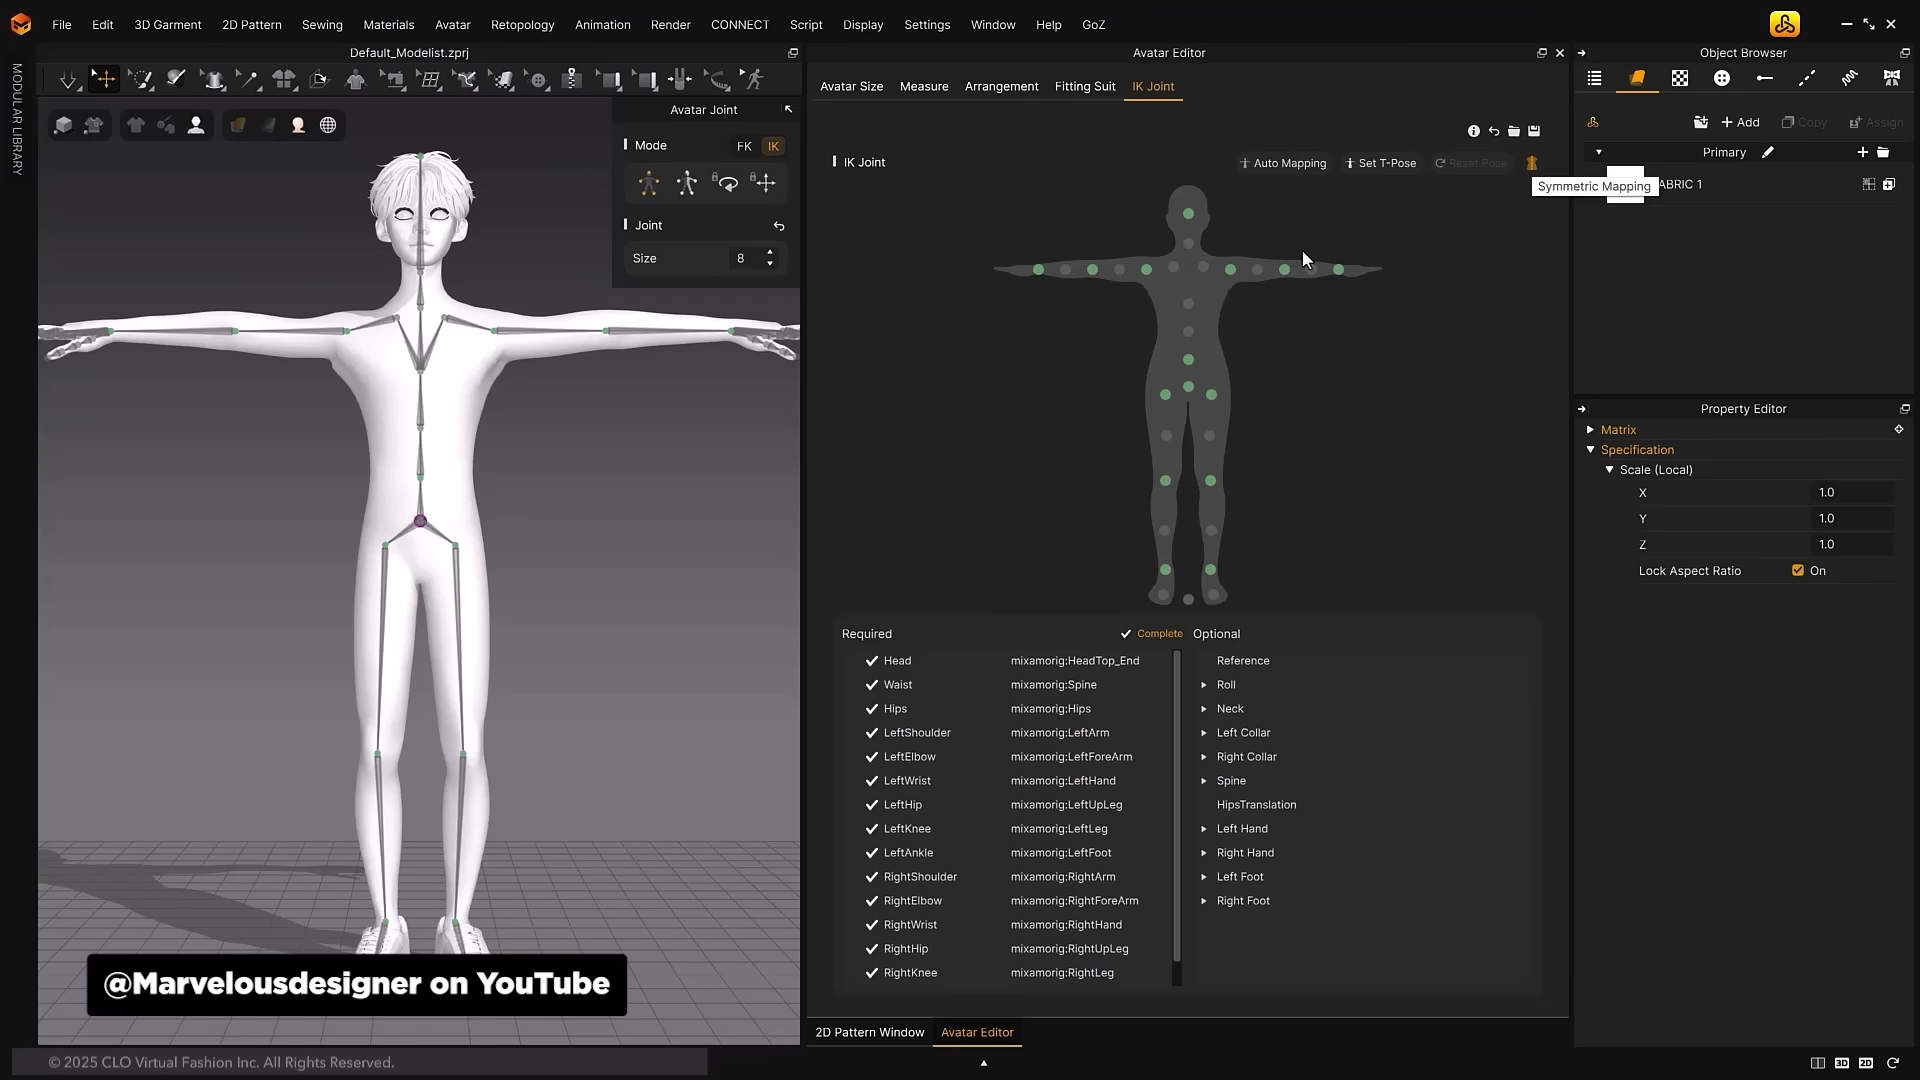 File Edit 3D Garment 2D Pattern Sewing Materials Avatar Retopology Animation Render CONNECT Script Display Settings Window Help GoZ
MODULAR LIBRARY
Default_Modelist.zprj
Avatar Joint
Mode FK IK
Joint
Size 8
@Marvelousdesigner on YouTube
© 2025 CLO Virtual Fashion Inc. All Rights Reserved.
Avatar Editor
Avatar Size Measure Arrangement Fitting Suit IK Joint
IK Joint Auto Mapping Set T-Pose Reset Pose
Symmetric Mapping
Required Complete
Head mixamorig:HeadTop_End
Waist mixamorig:Spine
Hips mixamorig:Hips
LeftShoulder mixamorig:LeftArm
LeftElbow mixamorig:LeftForeArm
LeftWrist mixamorig:LeftHand
LeftHip mixamorig:LeftUpLeg
LeftKnee mixamorig:LeftLeg
LeftAnkle mixamorig:LeftFoot
RightShoulder mixamorig:RightArm
RightElbow mixamorig:RightForeArm
RightWrist mixamorig:RightHand
RightHip mixamorig:RightUpLeg
RightKnee mixamorig:RightLeg
Optional
Reference
Roll
Neck
Left Collar
Right Collar
Spine
HipsTranslation
Left Hand
Right Hand
Left Foot
Right Foot
2D Pattern Window Avatar Editor
Object Browser
+ Add Copy Assign
Primary
ABRIC 1
Property Editor
Matrix
Specification
Scale (Local)
X 1.0
Y 1.0
Z 1.0
Lock Aspect Ratio On
3D 2D